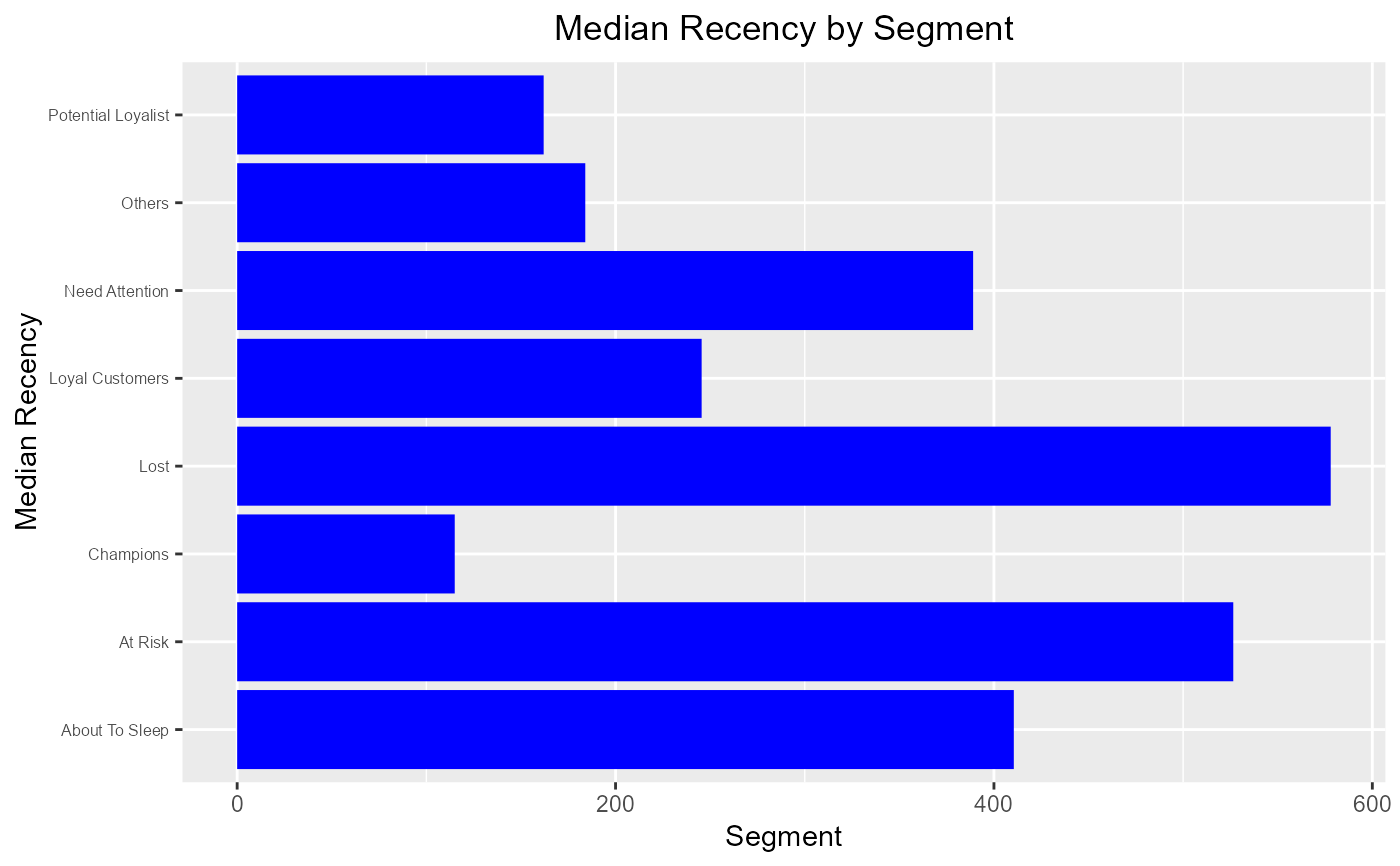 Median Recency by Segment
Median Recency
Potential Loyalist
Others
Need Attention
Loyal Customers
Lost
Champions
At Risk
About To Sleep
0 200 400 600
Segment